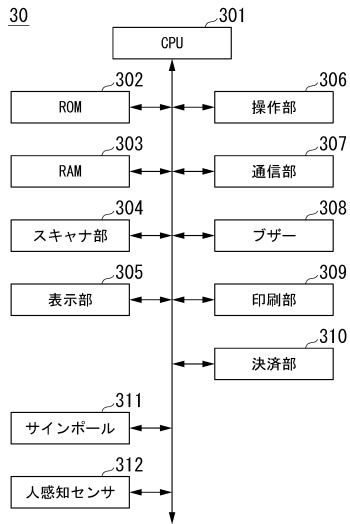 30
301
CPU
302
ROM
306
操作部
303
RAM
307
通信部
304
スキャナ部
308
ブザー
305
表示部
309
印刷部
310
決済部
311
サインポール
312
人感知センサ